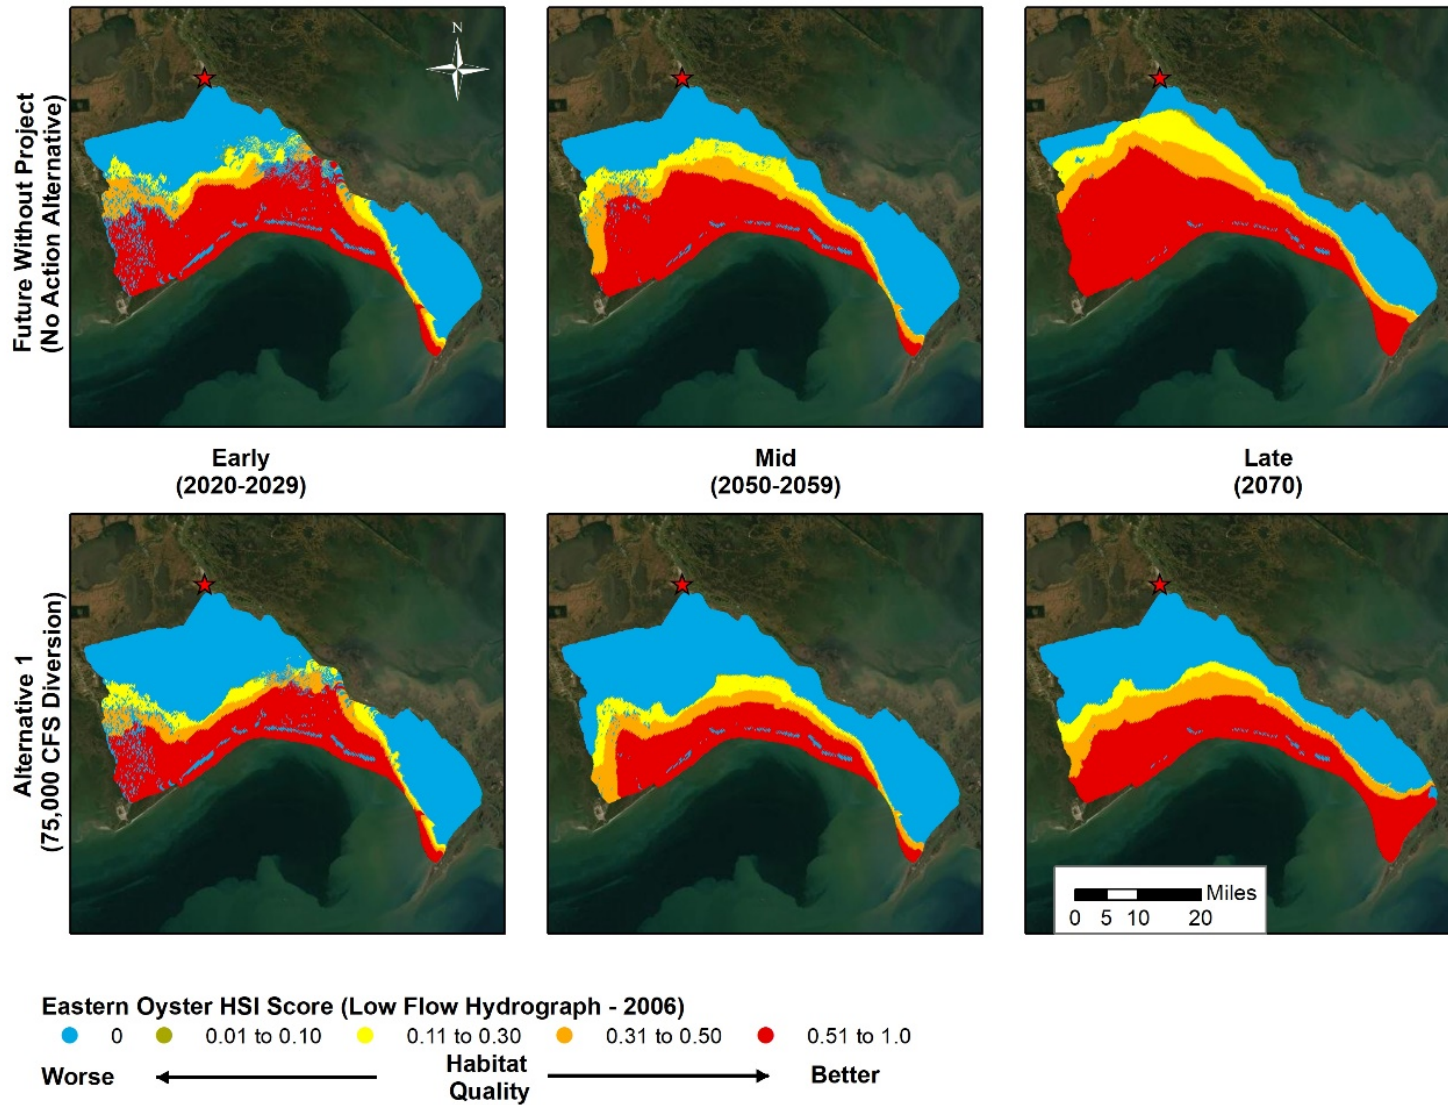 N
Future Without Project
(No Action Alternative)
Early
(2020-2029)
Mid
(2050-2059)
Late
(2070)
Alternative 1
(75,000 CFS Diversion)
Miles
0 5 10 20
Eastern Oyster HSI Score (Low Flow Hydrograph - 2006)
0 0.01 to 0.10 0.11 to 0.30 0.31 to 0.50 0.51 to 1.0
Worse Habitat Better
Quality